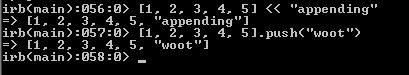 irb(main):056:0> [1, 2, 3, 4, 5] << "appending"
=> [1, 2, 3, 4, 5, "appending"]
irb(main):057:0> [1, 2, 3, 4, 5].push("woot")
=> [1, 2, 3, 4, 5, "woot"]
irb(main):058:0> _